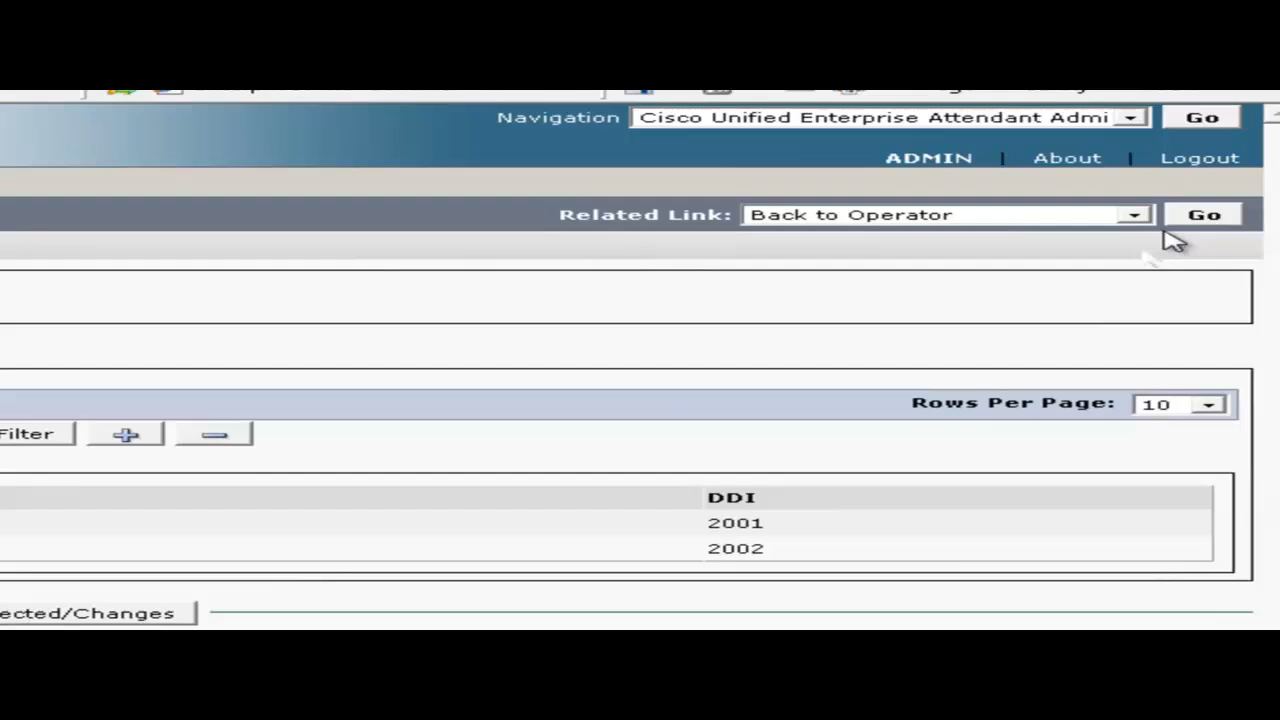 Navigation Cisco Unified Enterprise Attendant Admi Go
ADMIN | About | Logout
Related Link: Back to Operator Go
Rows Per Page: 10
Filter
DDI
2001
2002
ected/Changes